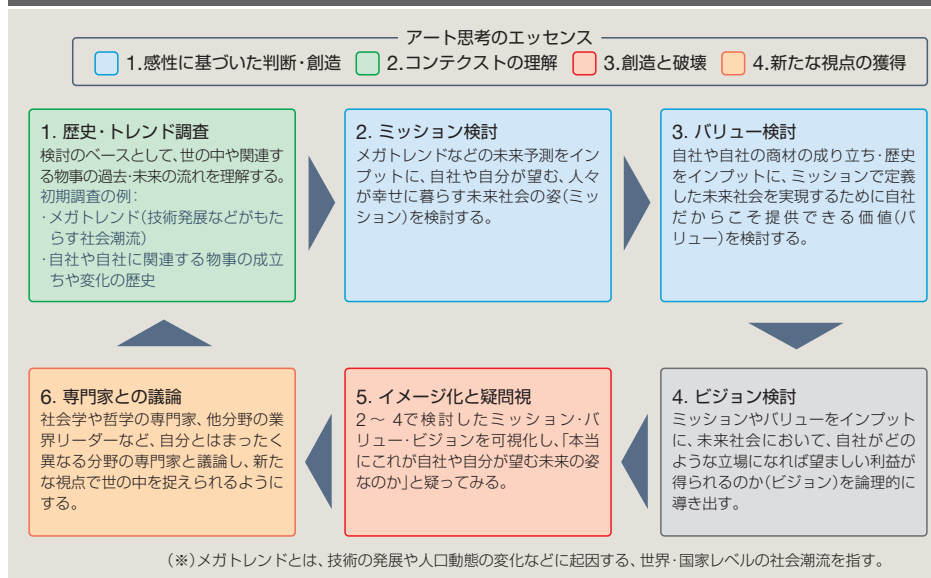 アート思考のエッセンス
1.感性に基づいた判断・創造 2.コンテクストの理解 3.創造と破壊 4.新たな視点の獲得
1. 歴史・トレンド調査
検討のベースとして、世の中や関連す
る物事の過去・未来の流れを理解する。
初期調査の例：
・メガトレンド(技術発展などがもた
らす社会潮流)
・自社や自社に関連する物事の成立
ちや変化の歴史
2. ミッション検討
メガトレンドなどの未来予測をイン
プットに、自社や自分が望む、人々
が幸せに暮らす未来社会の姿(ミッ
ション)を検討する。
3. バリュー検討
自社や自社の商材の成り立ち・歴史
をインプットに、ミッションで定義
した未来社会を実現するために自社
だからこそ提供できる価値(バ
リュー)を検討する。
4. ビジョン検討
ミッションやバリューをインプット
に、未来社会において、自社がどの
ような立場になれば望ましい利益が
得られるのか(ビジョン)を論理的に
導き出す。
5. イメージ化と疑問視
2～ 4で検討したミッション・バ
リュー・ビジョンを可視化し、「本当
にこれが自社や自分が望む未来の姿
なのか」と疑ってみる。
6. 専門家との議論
社会学や哲学の専門家、他分野の業
界リーダーなど、自分とはまったく
異なる分野の専門家と議論し、新た
な視点で世の中を捉えられるように
する。
(※)メガトレンドとは、技術の発展や人口動態の変化などに起因する、世界・国家レベルの社会潮流を指す。